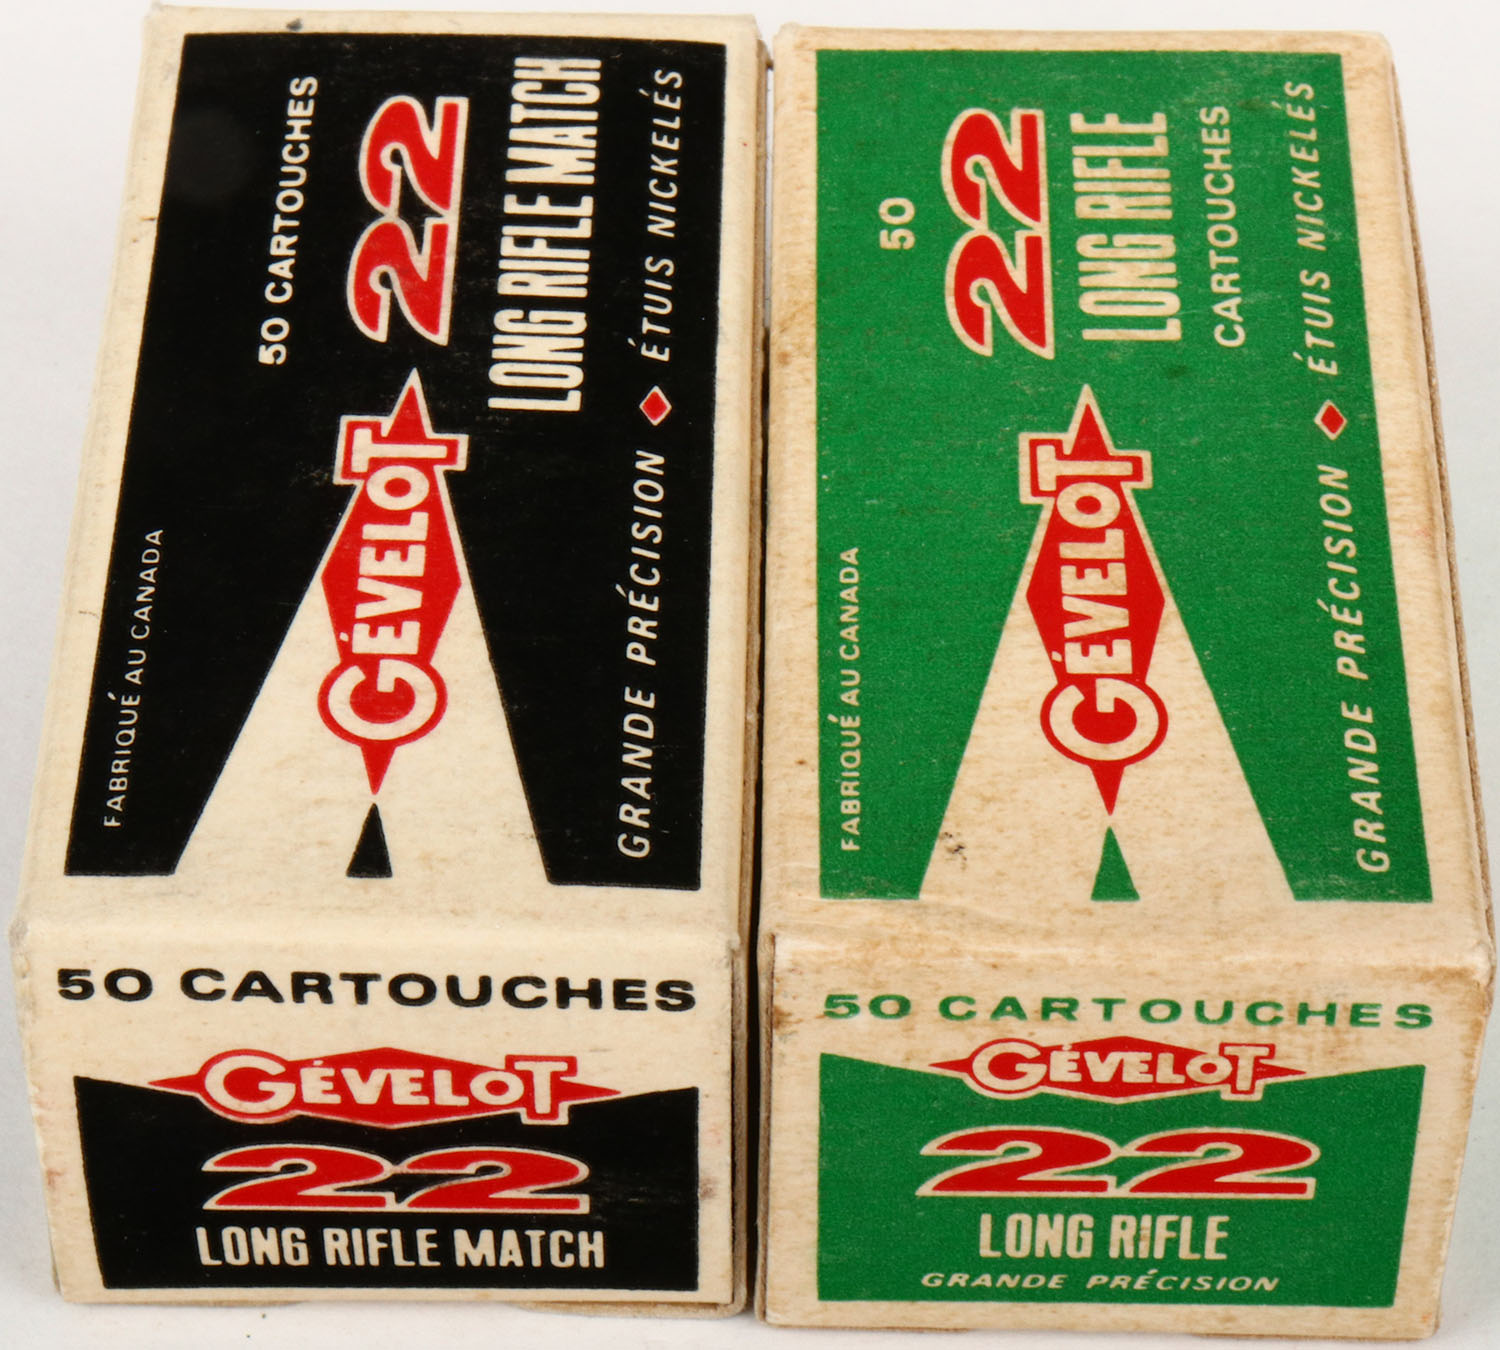 50 CARTOUCHES
22
LONG RIFLE MATCH
GÉVELOT
FABRIQUÉ AU CANADA
GRANDE PRÉCISION ♦ ÉTUIS NICKELÉS
50 CARTOUCHES
GÉVELOT
22
LONG RIFLE MATCH
50
22
LONG RIFLE
CARTOUCHES
GÉVELOT
FABRIQUÉ AU CANADA
GRANDE PRÉCISION ♦ ÉTUIS NICKELÉS
50 CARTOUCHES
GÉVELOT
22
LONG RIFLE
GRANDE PRÉCISION